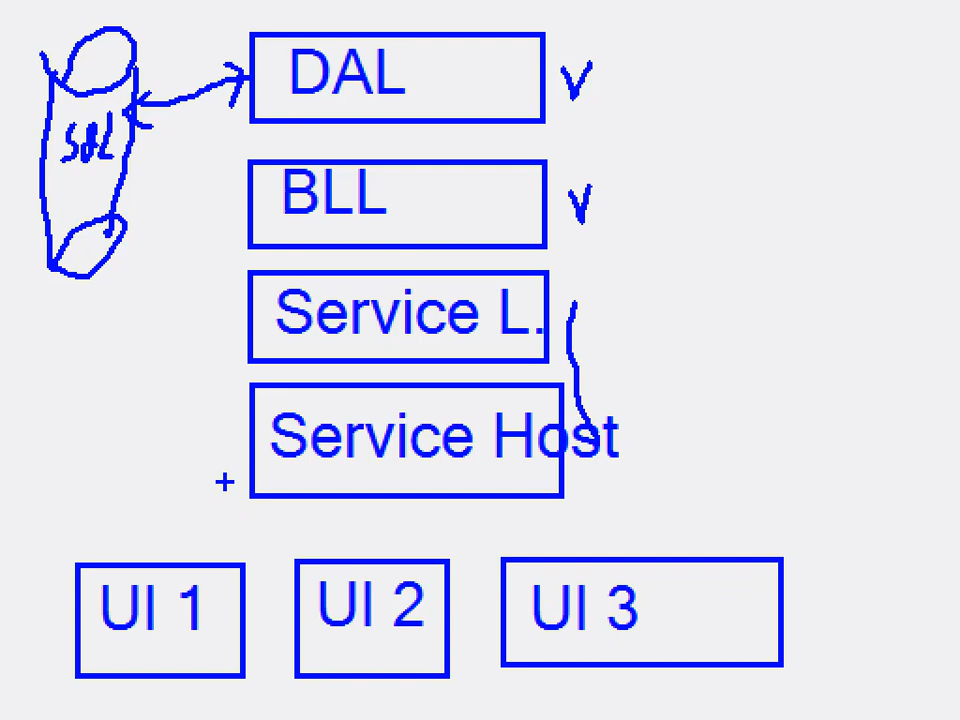 DAL
SQL
BLL
Service L.
Service Host
UI 1
UI 2
UI 3